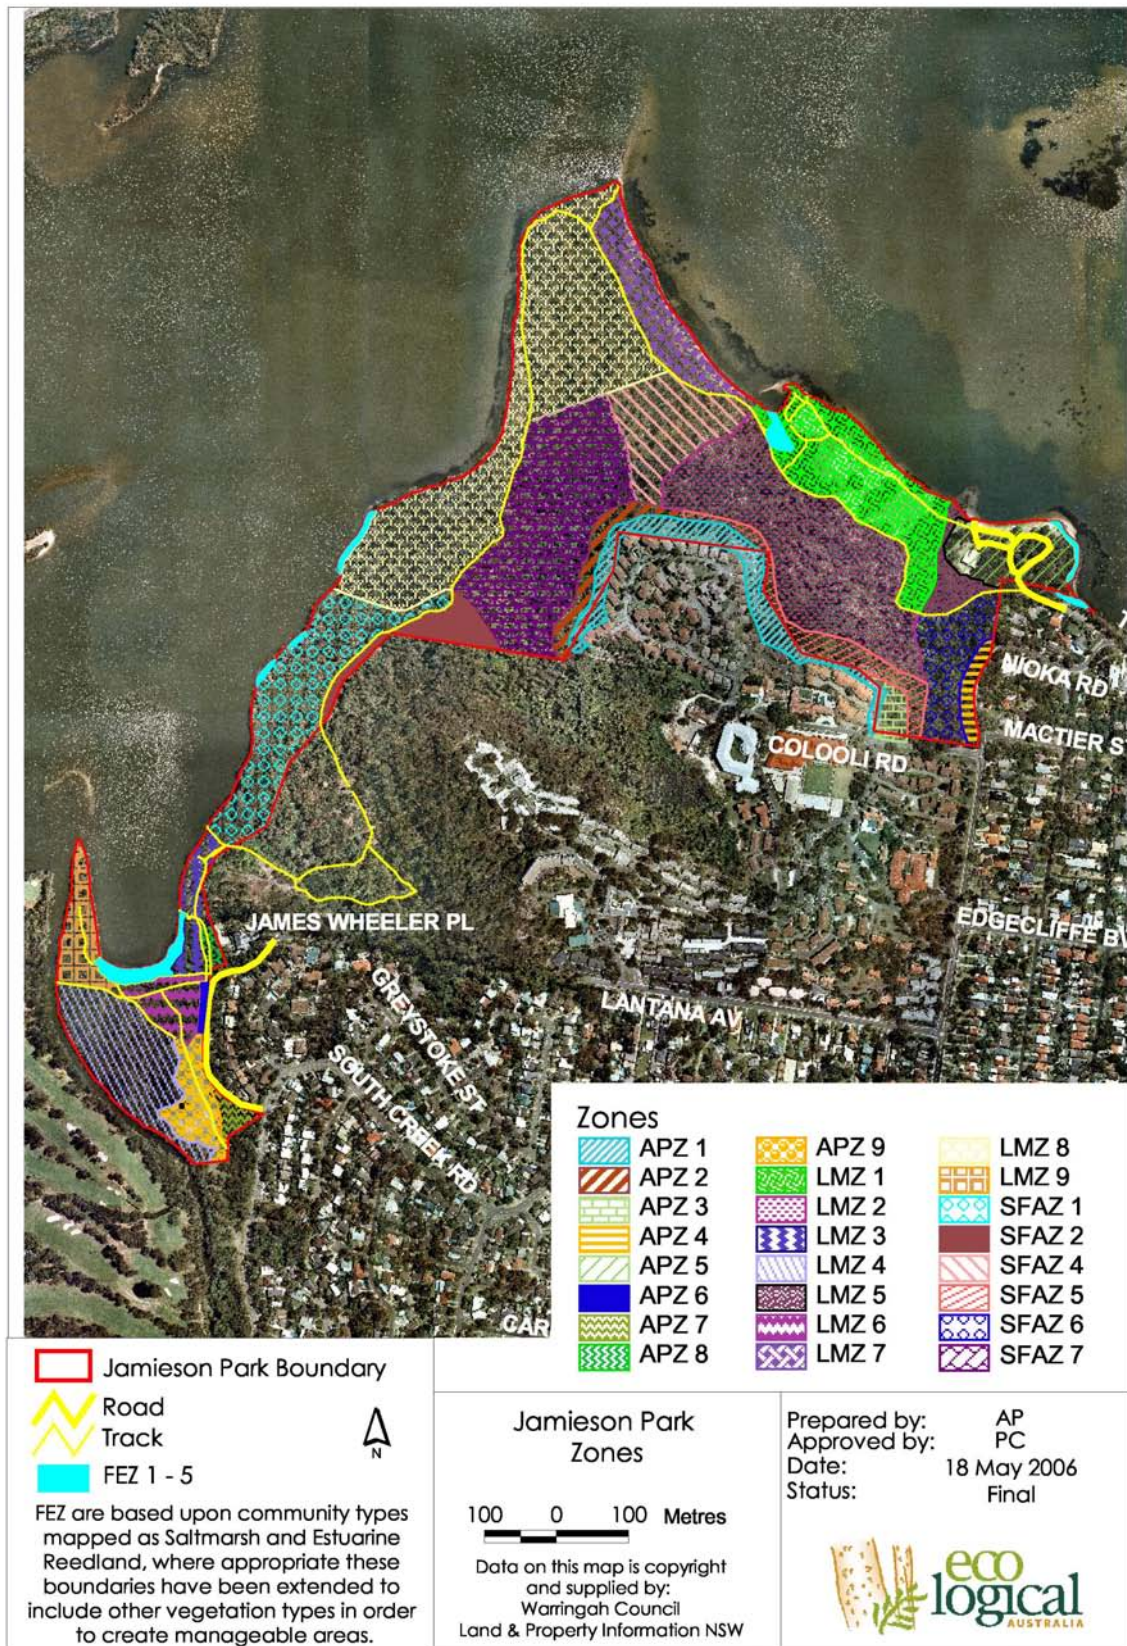 NIOKA RD
MACTIER ST
COLOOLI RD
EDGECLIFFE BV
JAMES WHEELER PL
GREYSTOKE ST
LANTANA AV
SOUTH CREEK RD
CAR
Zones
APZ 1
APZ 2
APZ 3
APZ 4
APZ 5
APZ 6
APZ 7
APZ 8
APZ 9
LMZ 1
LMZ 2
LMZ 3
LMZ 4
LMZ 5
LMZ 6
LMZ 7
LMZ 8
LMZ 9
SFAZ 1
SFAZ 2
SFAZ 4
SFAZ 5
SFAZ 6
SFAZ 7
Jamieson Park Boundary
Road
Track
N
FEZ 1 - 5
FEZ are based upon community types
mapped as Saltmarsh and Estuarine
Reedland, where appropriate these
boundaries have been extended to
include other vegetation types in order
to create manageable areas.
Jamieson Park
Zones
100 0 100 Metres
Data on this map is copyright
and supplied by:
Warringah Council
Land & Property Information NSW
Prepared by: AP
Approved by: PC
Date: 18 May 2006
Status: Final
eco
logical
AUSTRALIA